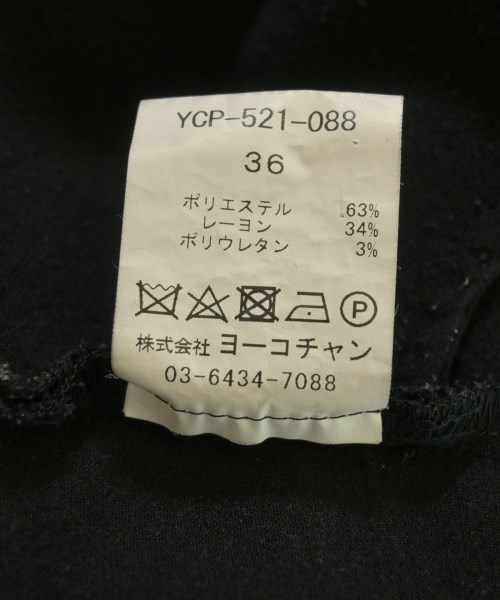 YCP-521-088
36
ポリエステル 63%
レーヨン 34%
ポリウレタン 3%
P
株式会社 ヨーコチャン
03-6434-7088